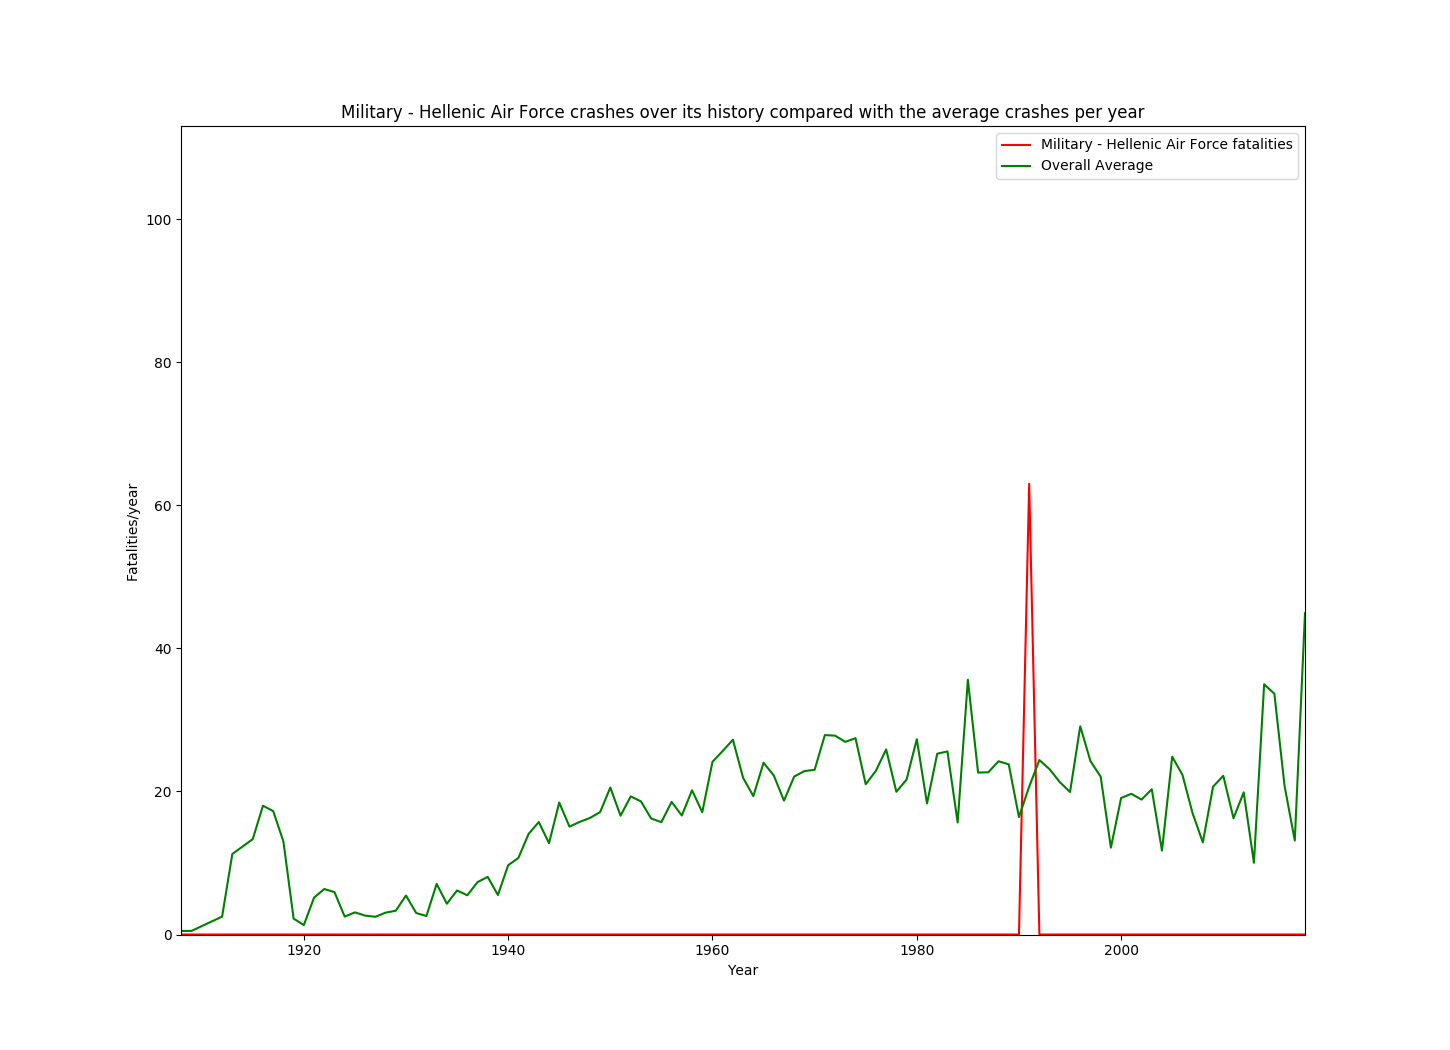 Military - Hellenic Air Force crashes over its history compared with the average crashes per year
Military - Hellenic Air Force fatalities
Overall Average
100
80
60
40
20
0
Fatalities/year
1920 1940 1960 1980 2000
Year